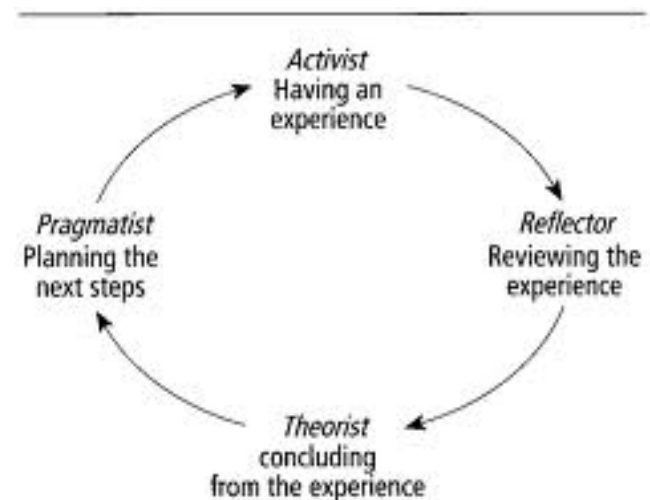 Activist
Having an
experience
Reflector
Reviewing the
experience
Theorist
concluding
from the experience
Pragmatist
Planning the
next steps